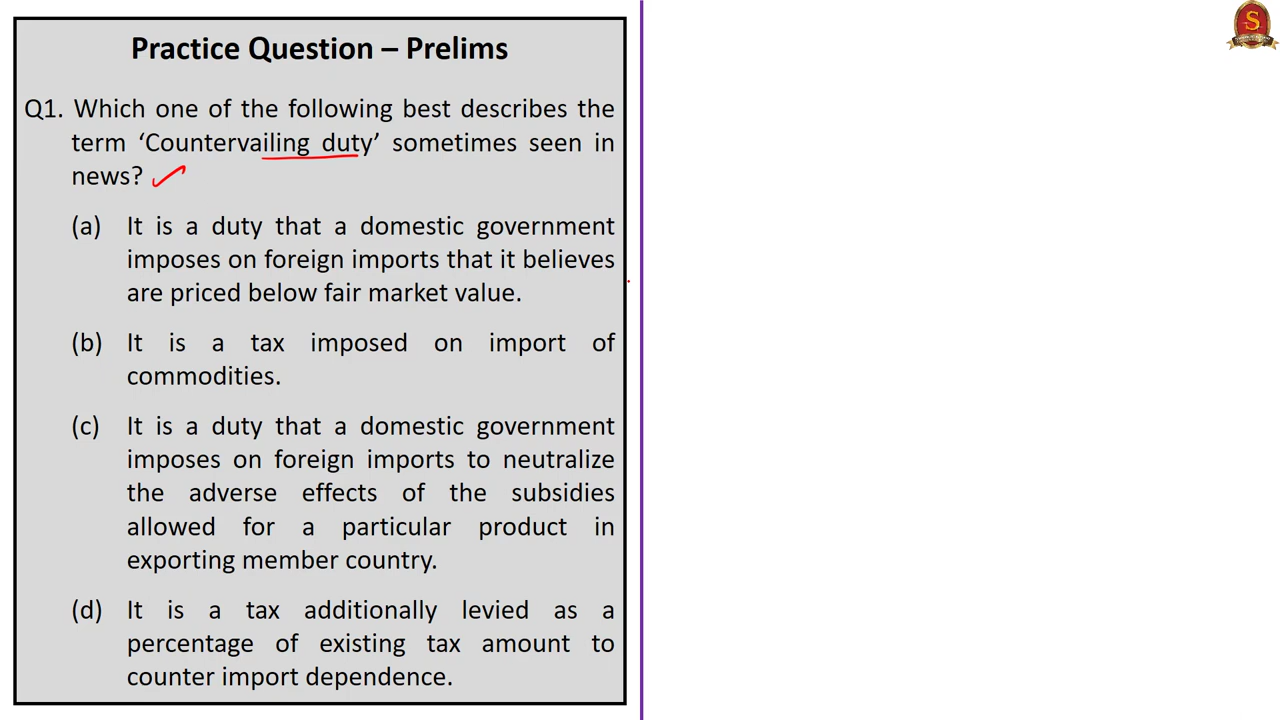 Practice Question – Prelims
Q1. Which one of the following best describes the
term ‘Countervailing duty’ sometimes seen in
news?
(a) It is a duty that a domestic government
imposes on foreign imports that it believes
are priced below fair market value.
(b) It is a tax imposed on import of
commodities.
(c) It is a duty that a domestic government
imposes on foreign imports to neutralize
the adverse effects of the subsidies
allowed for a particular product in
exporting member country.
(d) It is a tax additionally levied as a
percentage of existing tax amount to
counter import dependence.
S